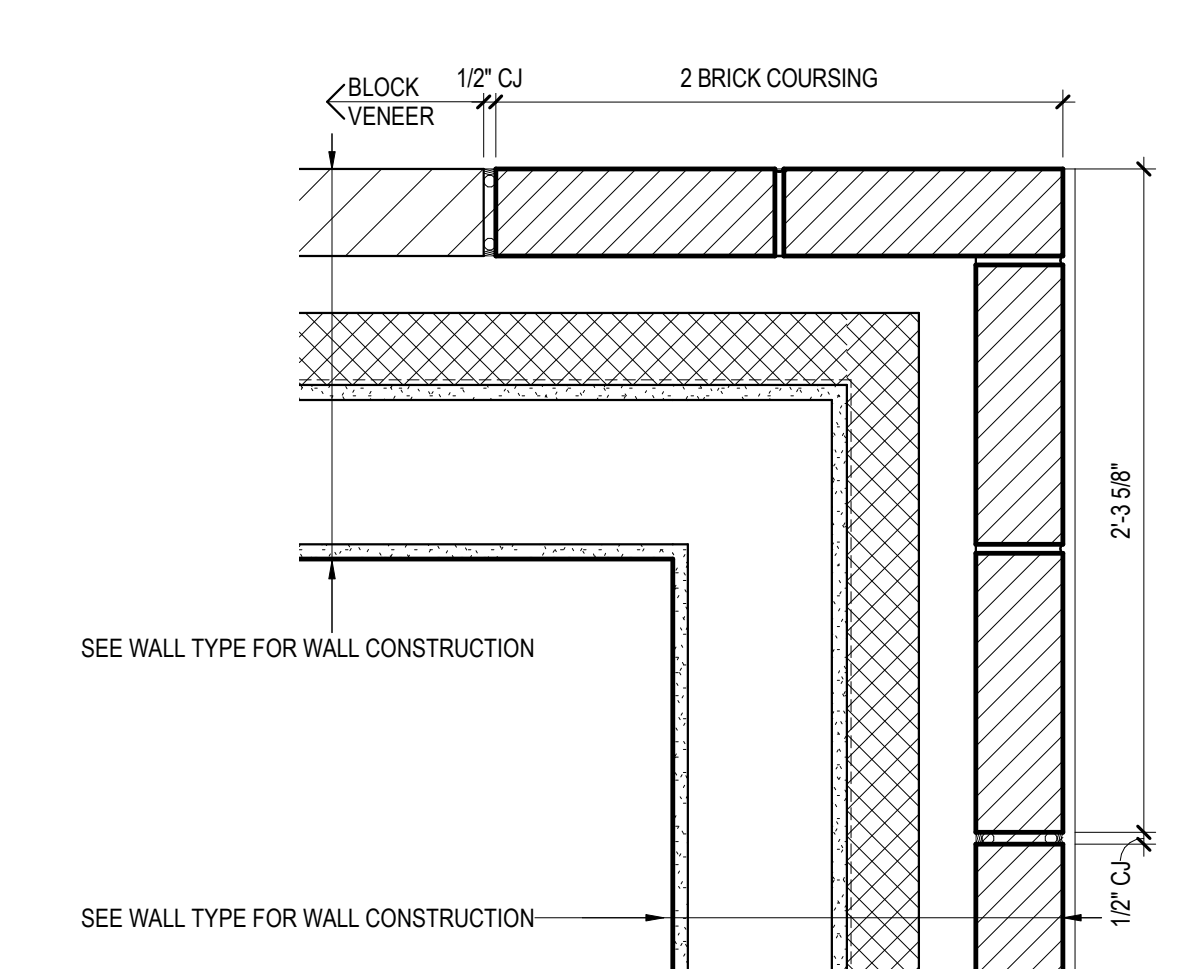 BLOCK
VENEER
1/2" CJ
2 BRICK COURSING
2'-3 5/8"
SEE WALL TYPE FOR WALL CONSTRUCTION
SEE WALL TYPE FOR WALL CONSTRUCTION
1/2" CJ